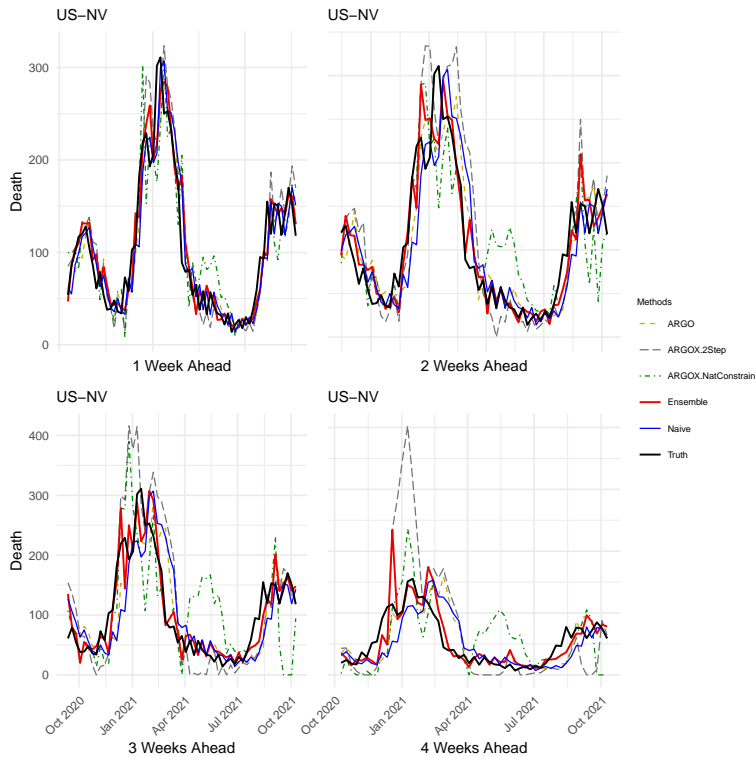 US−NV
US−NV
300
200
100
0
Death
1 Week Ahead
2 Weeks Ahead
Methods
ARGO
ARGOX.2Step
ARGOX.NatConstrain
Ensemble
Naive
Truth
US−NV
US−NV
400
300
200
100
0
Death
Oct 2020
Jan 2021
Apr 2021
Jul 2021
Oct 2021
Oct 2020
Jan 2021
Apr 2021
Jul 2021
Oct 2021
3 Weeks Ahead
4 Weeks Ahead